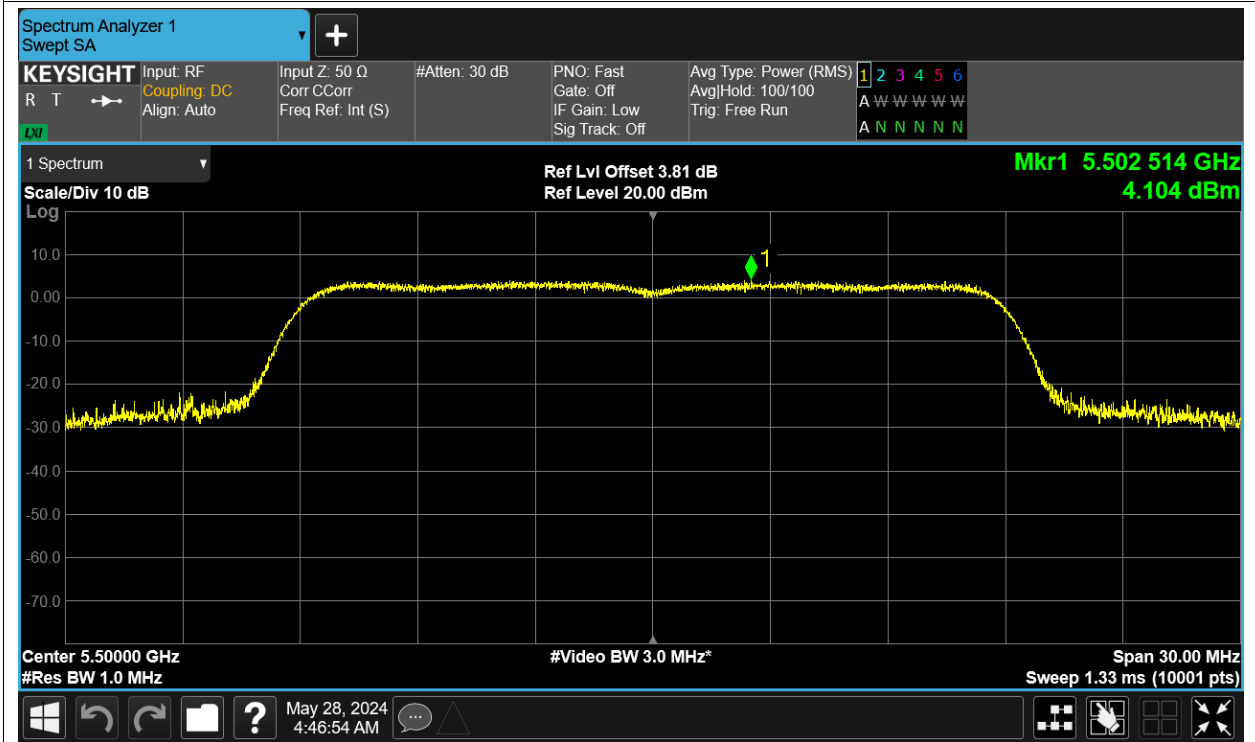 Spectrum Analyzer 1
Swept SA
KEYSIGHT
R T
LXI
Input: RF
Coupling: DC
Align: Auto
Input Z: 50 Ω
Corr CCorr
Freq Ref: Int (S)
#Atten: 30 dB
PNO: Fast
Gate: Off
IF Gain: Low
Sig Track: Off
Avg Type: Power (RMS)
Avg|Hold: 100/100
Trig: Free Run
1 2 3 4 5 6
A W W W W W
A N N N N N
1 Spectrum
Scale/Div 10 dB
Log
Ref Lvl Offset 3.81 dB
Ref Level 20.00 dBm
Mkr1 5.502 514 GHz
4.104 dBm
1
10.0
0.00
-10.0
-20.0
-30.0
-40.0
-50.0
-60.0
-70.0
Center 5.50000 GHz
#Res BW 1.0 MHz
#Video BW 3.0 MHz*
Span 30.00 MHz
Sweep 1.33 ms (10001 pts)
?
May 28, 2024
4:46:54 AM